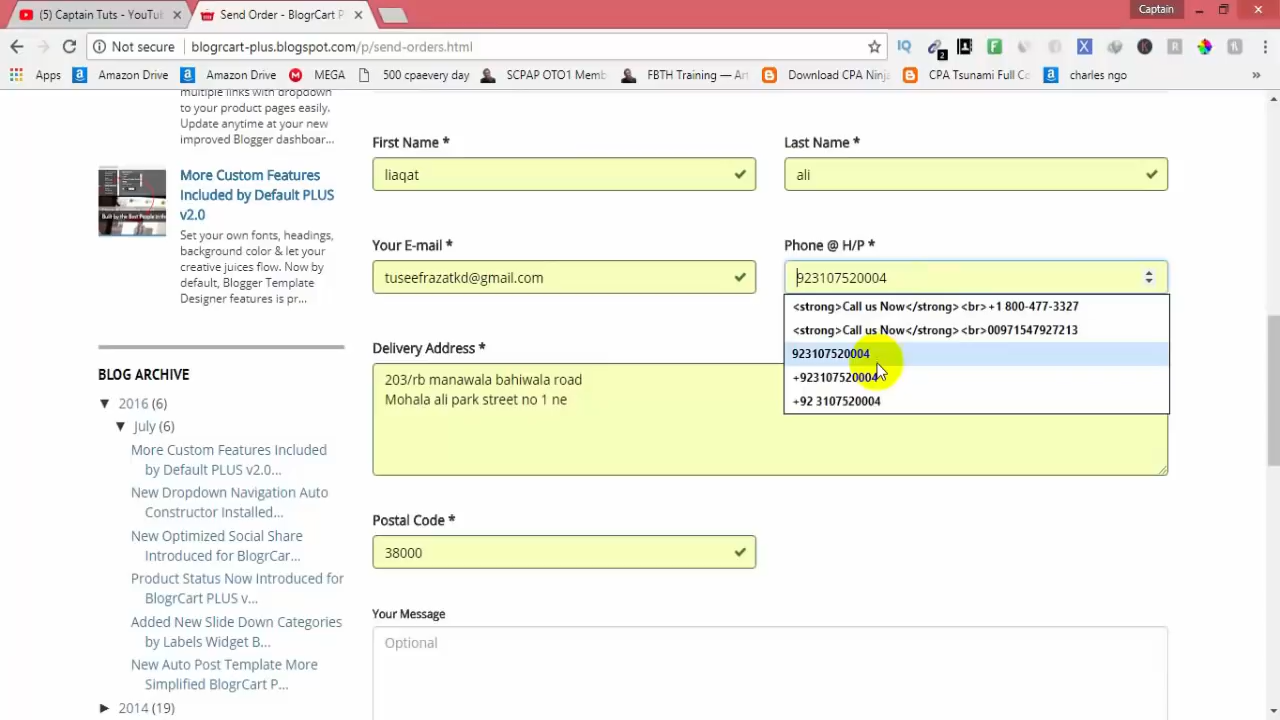 (5) Captain Tuts - YouTu
Send Order - BlogrCart P
Captain
Not secure
blogrcart-plus.blogspot.com/p/send-orders.html
Apps
Amazon Drive
Amazon Drive
MEGA
500 cpaevery day
SCPAP OTO1 Memb
FBTH Training — Art
Download CPA Ninja
CPA Tsunami Full Co
charles ngo
»
multiple links with dropdown
to your product pages easily.
Update anytime at your new
improved Blogger dashboar...
More Custom Features
Included by Default PLUS
v2.0
Set your own fonts, headings,
background color & let your
creative juices flow. Now by
default, Blogger Template
Designer features is pr...
BLOG ARCHIVE
▼ 2016 (6)
▼ July (6)
More Custom Features Included
by Default PLUS v2.0...
New Dropdown Navigation Auto
Constructor Installed...
New Optimized Social Share
Introduced for BlogrCar...
Product Status Now Introduced for
BlogrCart PLUS v...
Added New Slide Down Categories
by Labels Widget B...
New Auto Post Template More
Simplified BlogrCart P...
► 2014 (19)
First Name *
liaqat
Last Name *
ali
Your E-mail *
tuseefrazatkd@gmail.com
Phone @ H/P *
923107520004
<strong>Call us Now</strong><br>+1 800-477-3327
<strong>Call us Now</strong><br>00971547927213
923107520004
+923107520004
+92 3107520004
Delivery Address *
203/rb manawala bahiwala road
Mohala ali park street no 1 ne
Postal Code *
38000
Your Message
Optional